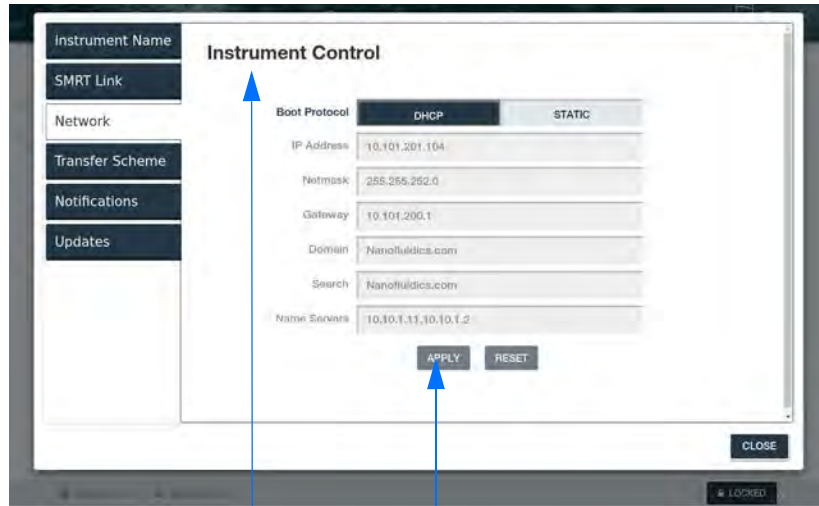 Instrument Name
SMRT Link
Network
Transfer Scheme
Notifications
Updates
Instrument Control
Boot Protocol DHCP STATIC
IP Address 10.101.201.104
Netmask 255.255.252.0
Gateway 10.101.200.1
Domain Nanofluidics.com
Search Nanofluidics.com
Name Servers 10.10.1.11,10.10.1.2
APPLY RESET
CLOSE
LOCKED